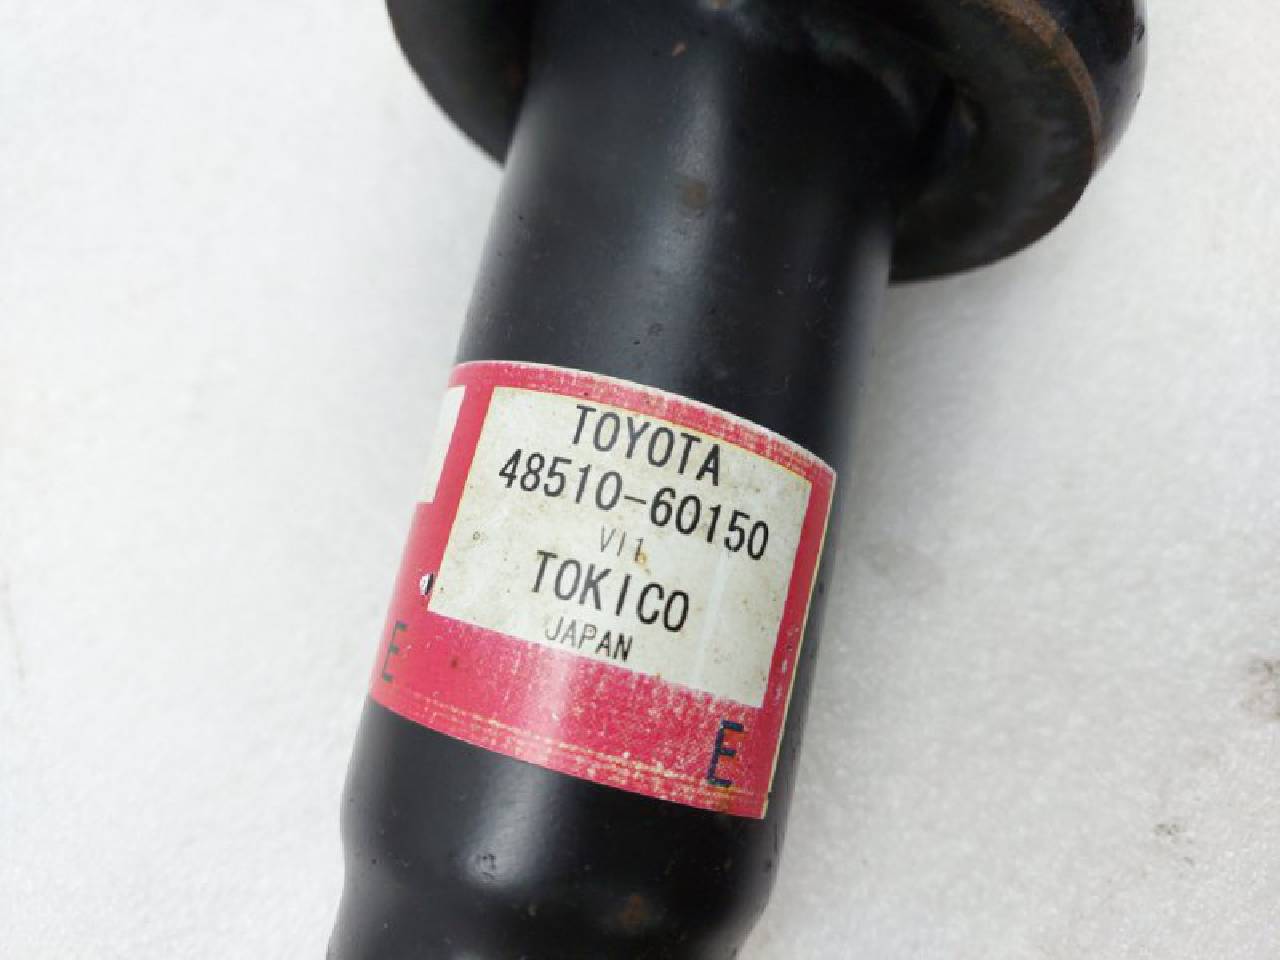 TOYOTA
48510-60150
V11
TOKICO
JAPAN
E
E